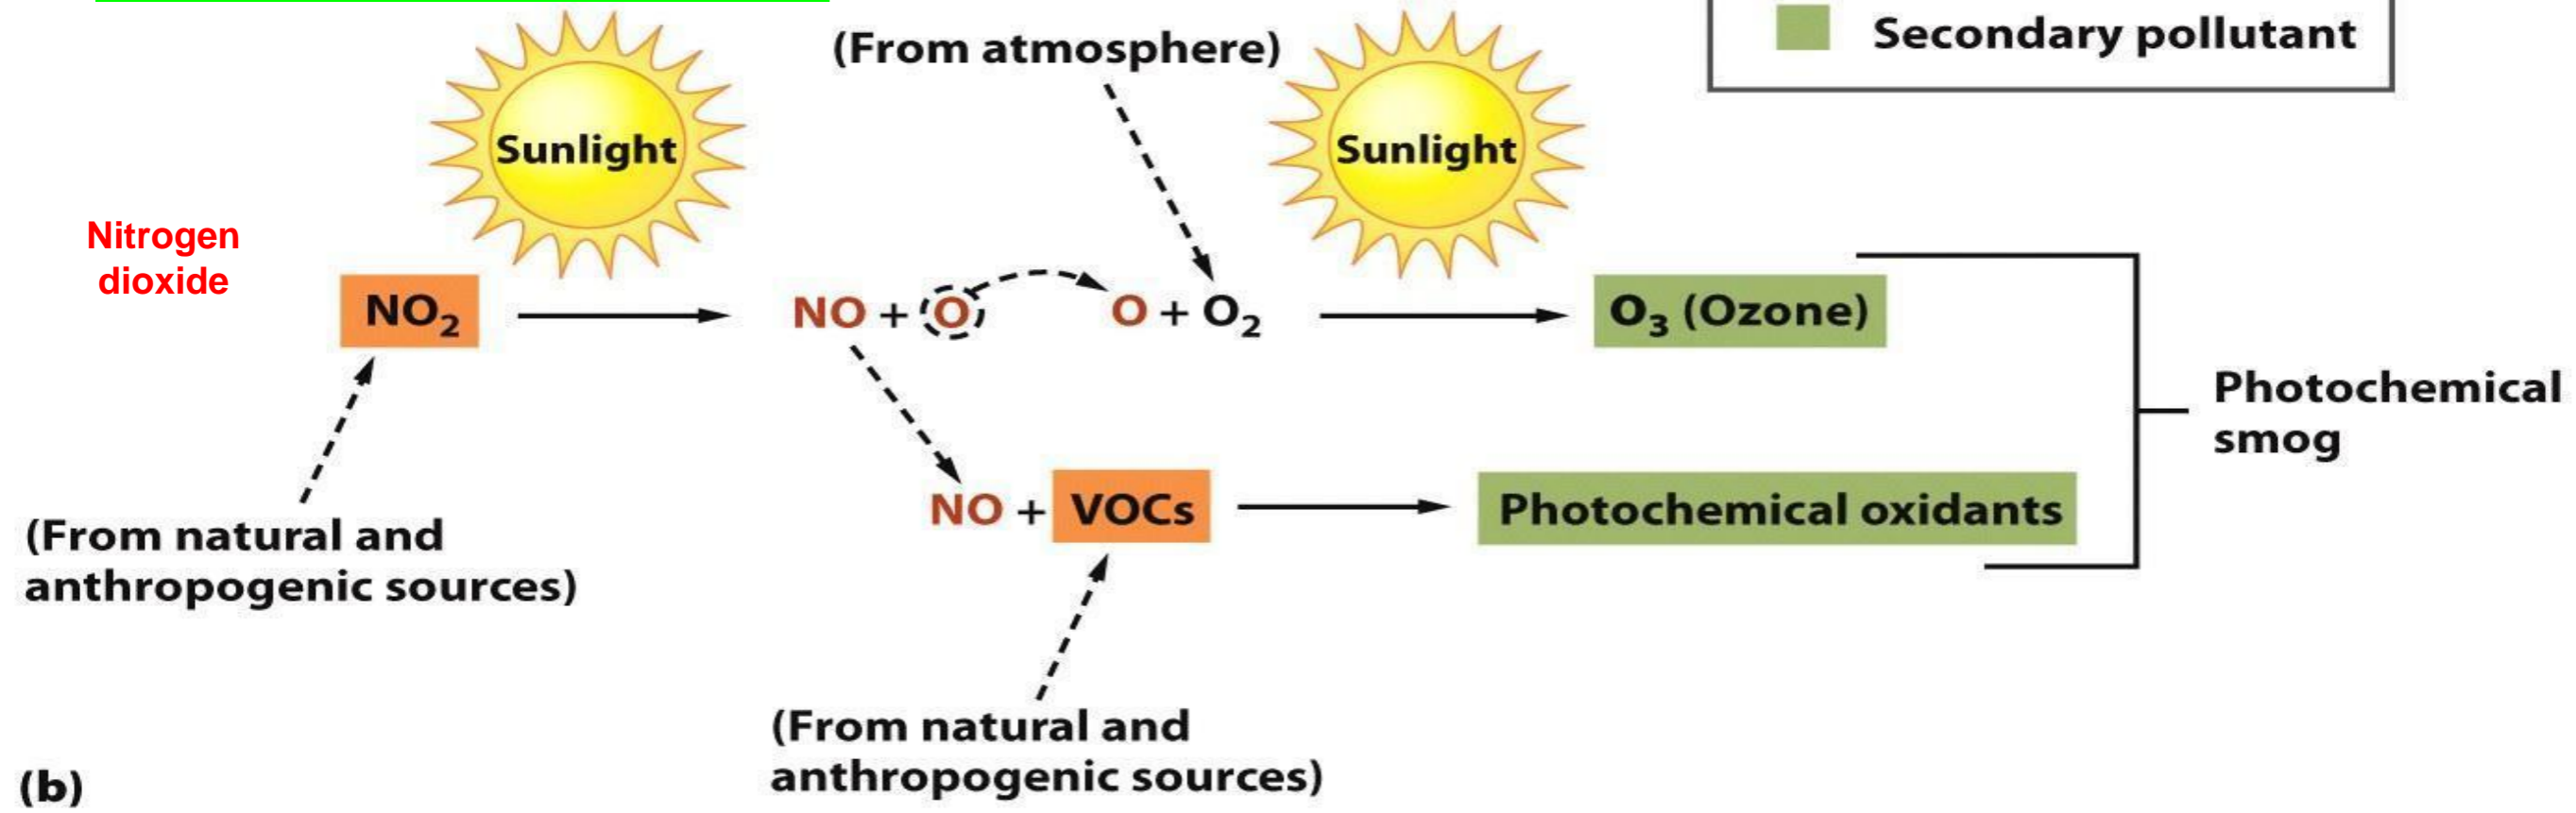 Secondary pollutant
(From atmosphere)
Sunlight
Sunlight
Nitrogen
dioxide
NO₂
NO + O
O + O₂
O₃ (Ozone)
Photochemical
smog
NO + VOCs
Photochemical oxidants
(From natural and
anthropogenic sources)
(From natural and
anthropogenic sources)
(b)